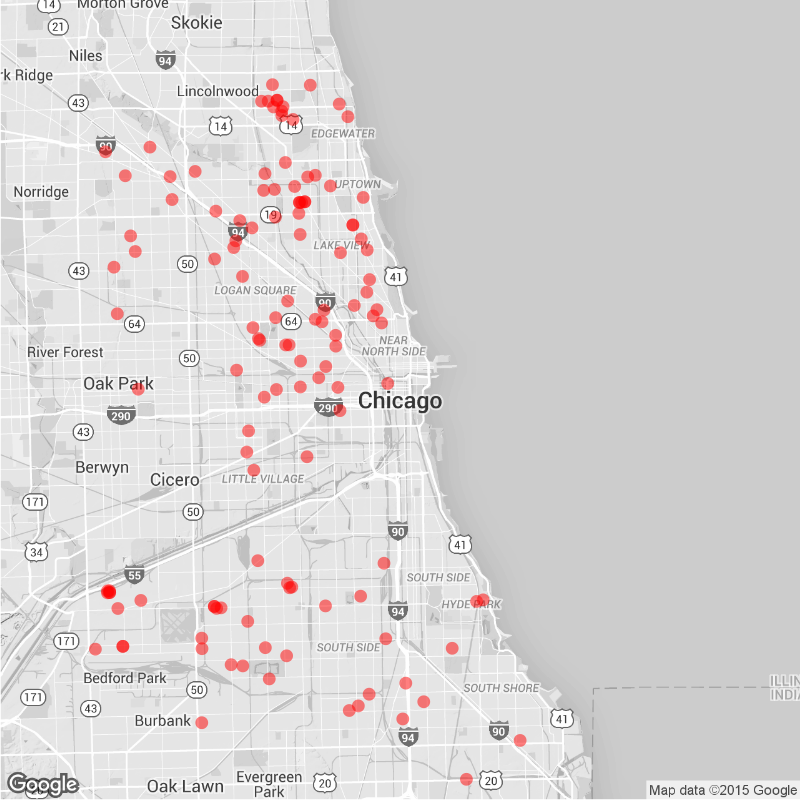 14
Morton Grove
21
Skokie
Niles
94
rk Ridge
Lincolnwood
43
14
14
EDGEWATER
90
Norridge
UPTOWN
19
94
LAKE VIEW
43
50
41
LOGAN SQUARE
90
64
64
River Forest
50
NEAR
NORTH SIDE
Oak Park
Chicago
290
290
43
Berwyn
Cicero
LITTLE VILLAGE
171
50
90
34
41
55
SOUTH SIDE
HYDE PARK
94
171
SOUTH SIDE
Bedford Park
ILLIN
INDIA
171
50
SOUTH SHORE
43
Burbank
41
90
94
Evergreen
Park
Oak Lawn
20
20
Google
Map data ©2015 Google